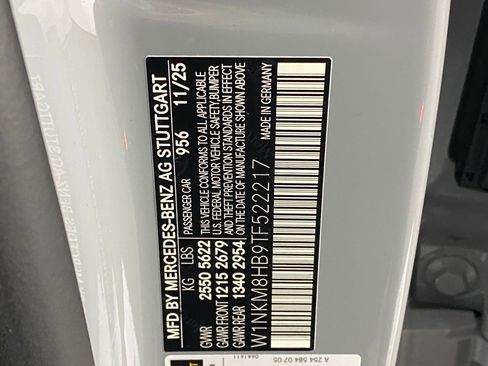 MFD BY MERCEDES-BENZ AG STUTTGART
PASSENGER CAR 956 11/25
KG LBS
GVWR 2550 5622
GAWR FRONT 1215 2679
GAWR REAR 1340 2954
THIS VEHICLE CONFORMS TO ALL APPLICABLE
U.S. FEDERAL MOTOR VEHICLE SAFETY, BUMPER
AND THEFT PREVENTION STANDARDS IN EFFECT
ON THE DATE OF MANUFACTURE SHOWN ABOVE
MADE IN GERMANY
W1NKM8HB9TF522217
A 254 584 07 05